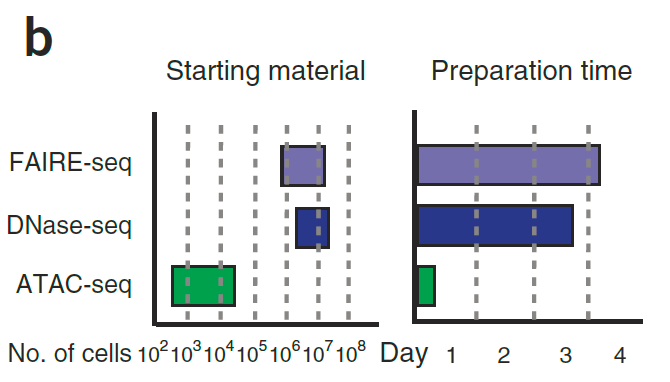 b
Starting material
Preparation time
FAIRE-seq
DNase-seq
ATAC-seq
No. of cells 10² 10³ 10⁴ 10⁵ 10⁶ 10⁷ 10⁸
Day 1 2 3 4